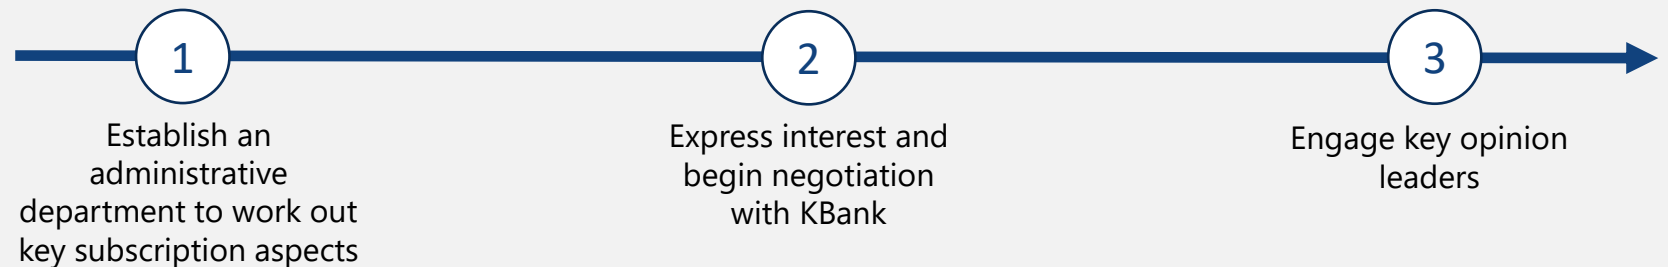 1
Establish an
administrative
department to work out
key subscription aspects
2
Express interest and
begin negotiation
with KBank
3
Engage key opinion
leaders